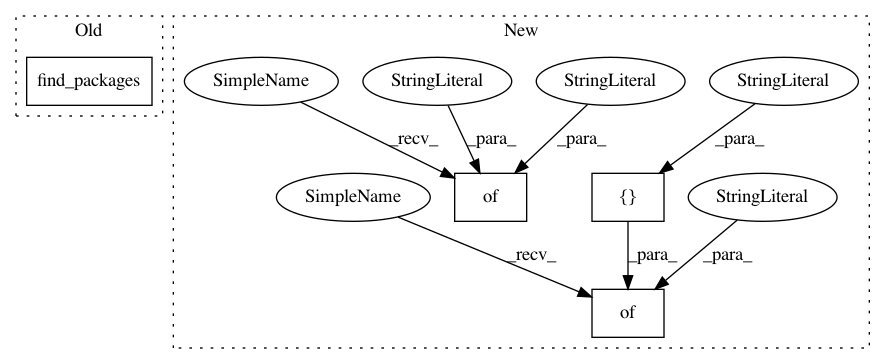 Old
New
find_packages
SimpleName
StringLiteral
StringLiteral
StringLiteral
_recv_
_para_
_para_
_para_
SimpleName
of
{}
StringLiteral
_recv_
_para_
_para_
of